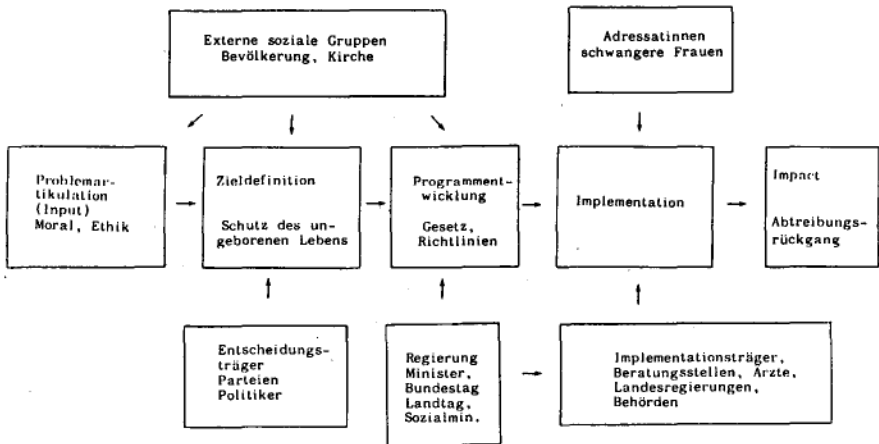 Externe soziale Gruppen
Bevölkerung, Kirche
Adressatinnen
schwangere Frauen
Problemar-
tikulation
(Input)
Moral, Ethik
Zieldefinition
Schutz des un-
geborenen Lebens
Programment-
wicklung
Gesetz,
Richtlinien
Implementation
Impact
Abtreibungs-
rückgang
Entscheidungs-
träger
Parteien
Politiker
Regierung
Minister,
Bundestag
Landtag,
Sozialmin.
Implementationsträger,
Beratungsstellen, Ärzte,
Landesregierungen,
Behörden